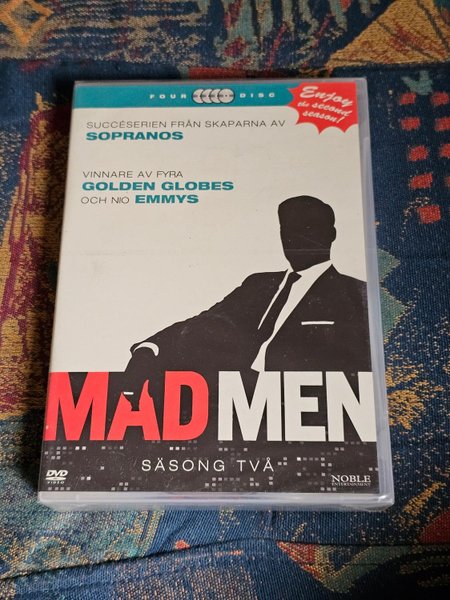 FOUR DISC
Enjoy
the second
season!
SUCCÉSERIEN FRÅN SKAPARNA AV
SOPRANOS
VINNARE AV FYRA
GOLDEN GLOBES
OCH NIO EMMYS
MAD MEN
SÄSONG TVÅ
DVD
VIDEO
NOBLE
ENTERTAINMENT